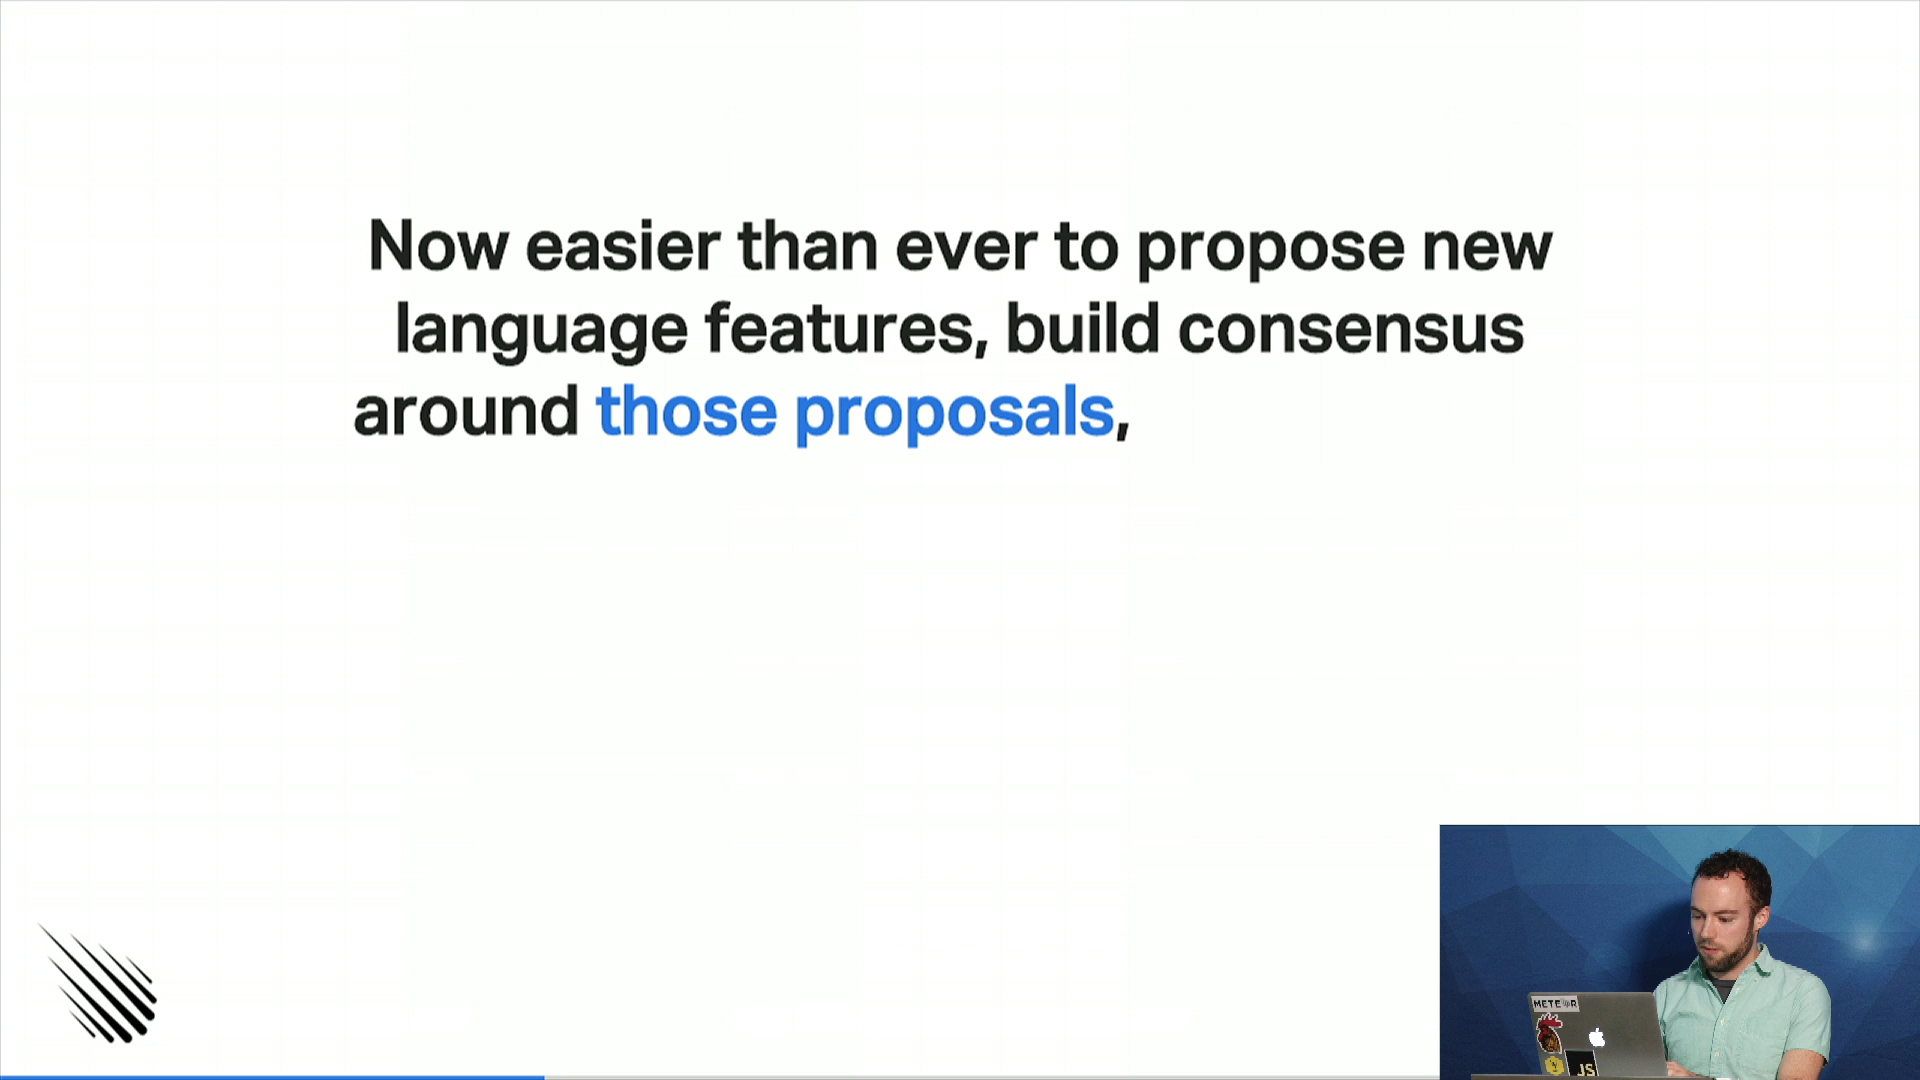 Now easier than ever to propose new
language features, build consensus
around those proposals,
METEOR
JS